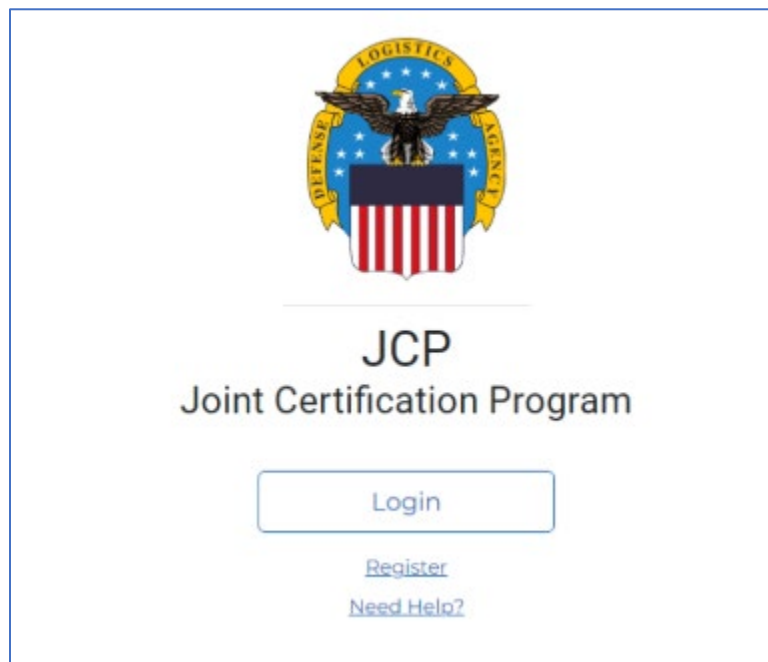 DEFENSE LOGISTICS AGENCY
JCP
Joint Certification Program
Login
Register
Need Help?